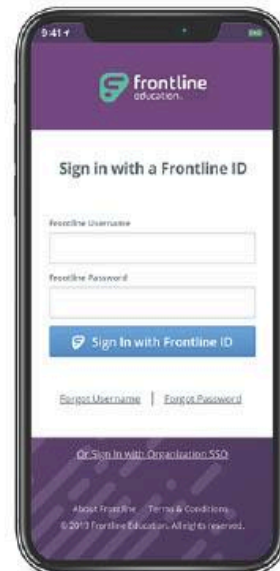 9:41
frontline
education.
Sign in with a Frontline ID
Frontline Username
Frontline Password
Sign In with Frontline ID
Forgot Username | Forgot Password
Or Sign In with Organization SSO
About Frontline Terms & Conditions
© 2019 Frontline Education. All rights reserved.